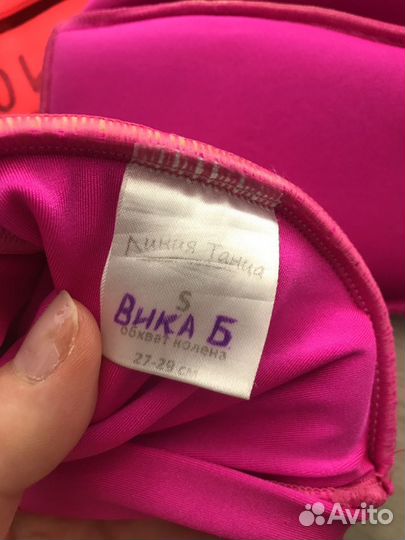 Линия Танца
S
ВИКА Б
обхват колена
27-29 см
Avito